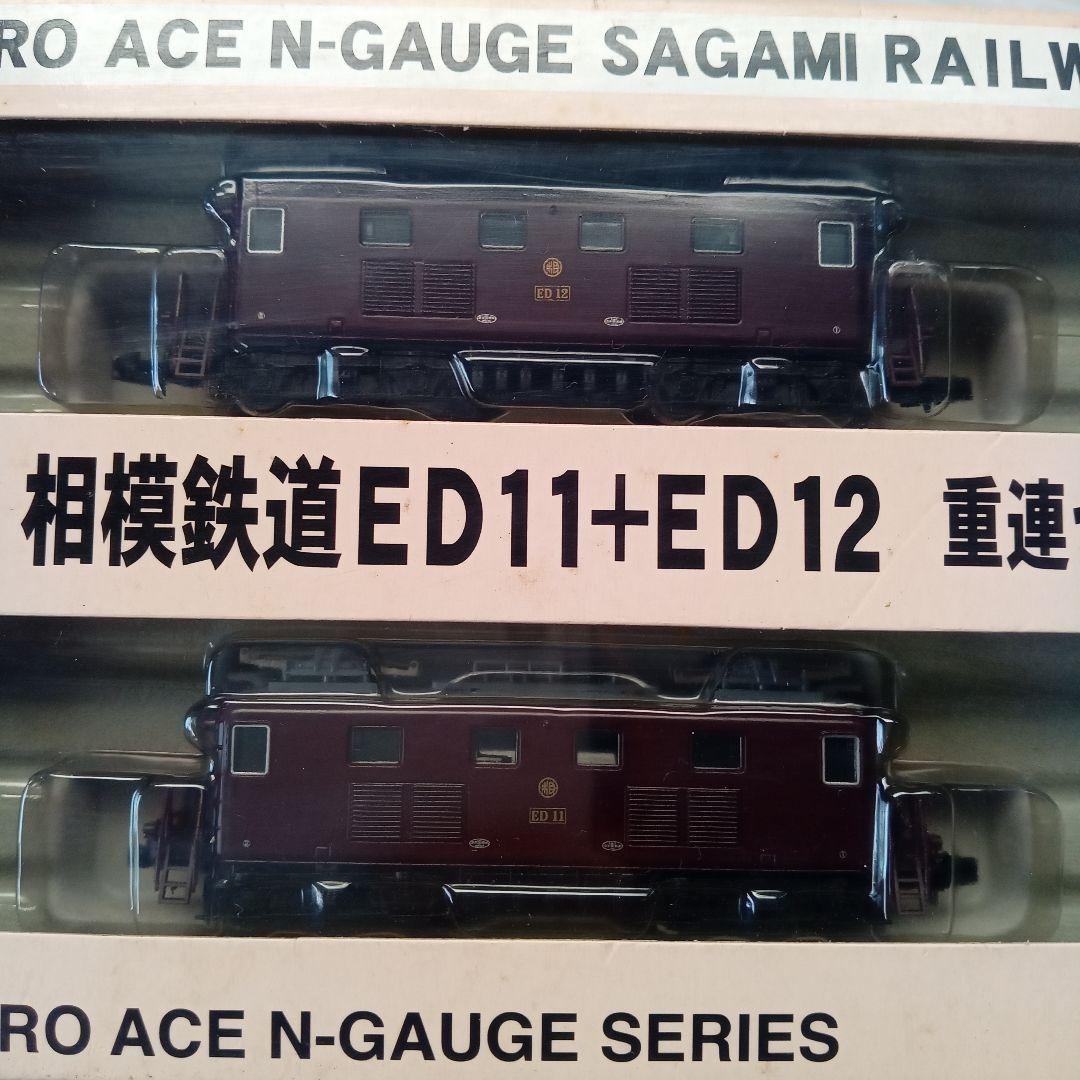 RO ACE N-GAUGE SAGAMI RAILW
ED 12
相模鉄道ED11+ED12 重連
ED 11
RO ACE N-GAUGE SERIES